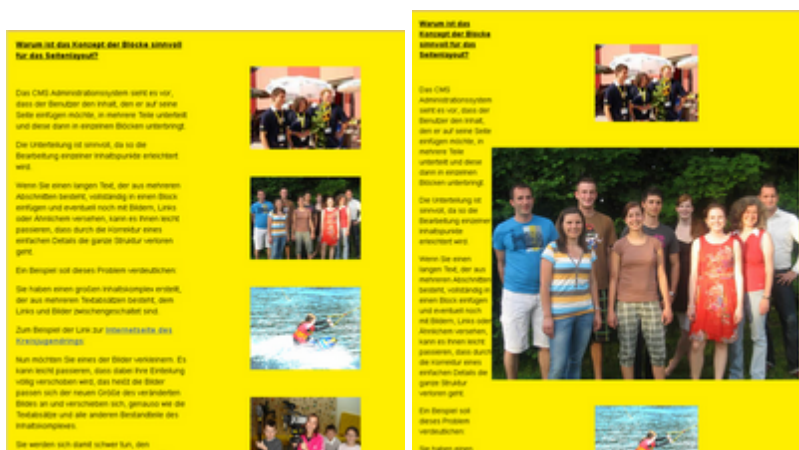 Warum ist das Konzept der Blöcke sinnvoll
für das Seitenlayout?
Das CMS Administrationssystem sieht es vor,
dass der Benutzer den Inhalt, den er auf seine
Seite einfügen möchte, in mehrere Teile unterteilt
und diese dann in einzelnen Blöcken unterbringt.
Die Unterteilung ist sinnvoll, da so die
Bearbeitung einzelner Inhaltspunkte erleichtert
wird.
Wenn Sie einen langen Text, der aus mehreren
Abschnitten besteht, vollständig in einen Block
einfügen und eventuell noch mit Bildern, Links
oder Ähnlichem versehen, kann es Ihnen leicht
passieren, dass durch die Korrektur eines
einfachen Details die ganze Struktur verloren
geht.
Ein Beispiel soll dieses Problem verdeutlichen:
Sie haben einen großen Inhaltskomplex erstellt,
der aus mehreren Textabsätzen besteht, dem
Links und Bilder zwischengeschaltet sind.
Zum Beispiel der Link zur Internetseite des
Kreisjugendrings:
Nun möchten Sie eines der Bilder verkleinern. Es
kann leicht passieren, dass dabei Ihre Einteilung
völlig verschoben wird, das heißt die Bilder
passen sich der neuen Größe des veränderten
Bildes an und verschieben sich, genauso wie die
Textabsätze und alle anderen Bestandteile des
Inhaltskomplexes.
Sie werden sich damit schwer tun, den
Warum ist das
Konzept der Blöcke
sinnvoll für das
Seitenlayout?
Das CMS
Administrationssystem
sieht es vor, dass der
Benutzer den Inhalt,
den er auf seine Seite
einfügen möchte, in
mehrere Teile
unterteilt und diese
dann in einzelnen
Blöcken unterbringt.
Die Unterteilung ist
sinnvoll, da so die
Bearbeitung einzelner
Inhaltspunkte
erleichtert wird.
Wenn Sie einen
langen Text, der aus
mehreren Abschnitten
besteht, vollständig in
einen Block einfügen
und eventuell noch
mit Bildern, Links oder
Ähnlichem versehen,
kann es Ihnen leicht
passieren, dass durch
die Korrektur eines
einfachen Details die
ganze Struktur
verloren geht.
Ein Beispiel soll
dieses Problem
verdeutlichen:
Sie haben einen